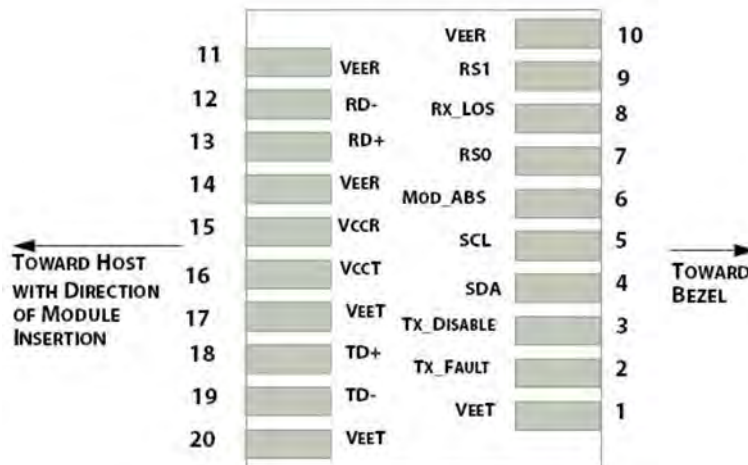 11 VEER
12 RD-
13 RD+
14 VEER
15 VCCR
16 VCCT
17 VEET
18 TD+
19 TD-
20 VEET
VEER 10
RS1 9
RX_LOS 8
RS0 7
MOD_ABS 6
SCL 5
SDA 4
TX_DISABLE 3
TX_FAULT 2
VEET 1
TOWARD HOST
WITH DIRECTION
OF MODULE
INSERTION
TOWARD
BEZEL